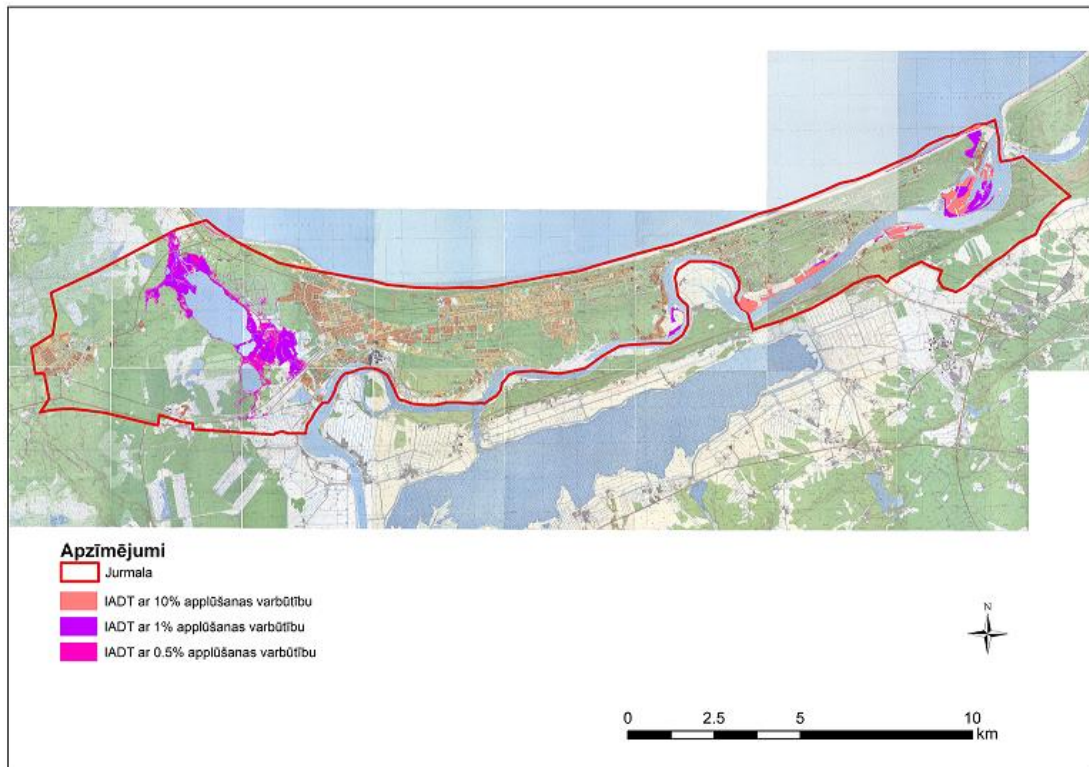 Apzīmējumi
Jurmala
IADT ar 10% applūšanas varbūtību
IADT ar 1% applūšanas varbūtību
IADT ar 0.5% applūšanas varbūtību
N
0 2.5 5 10
km